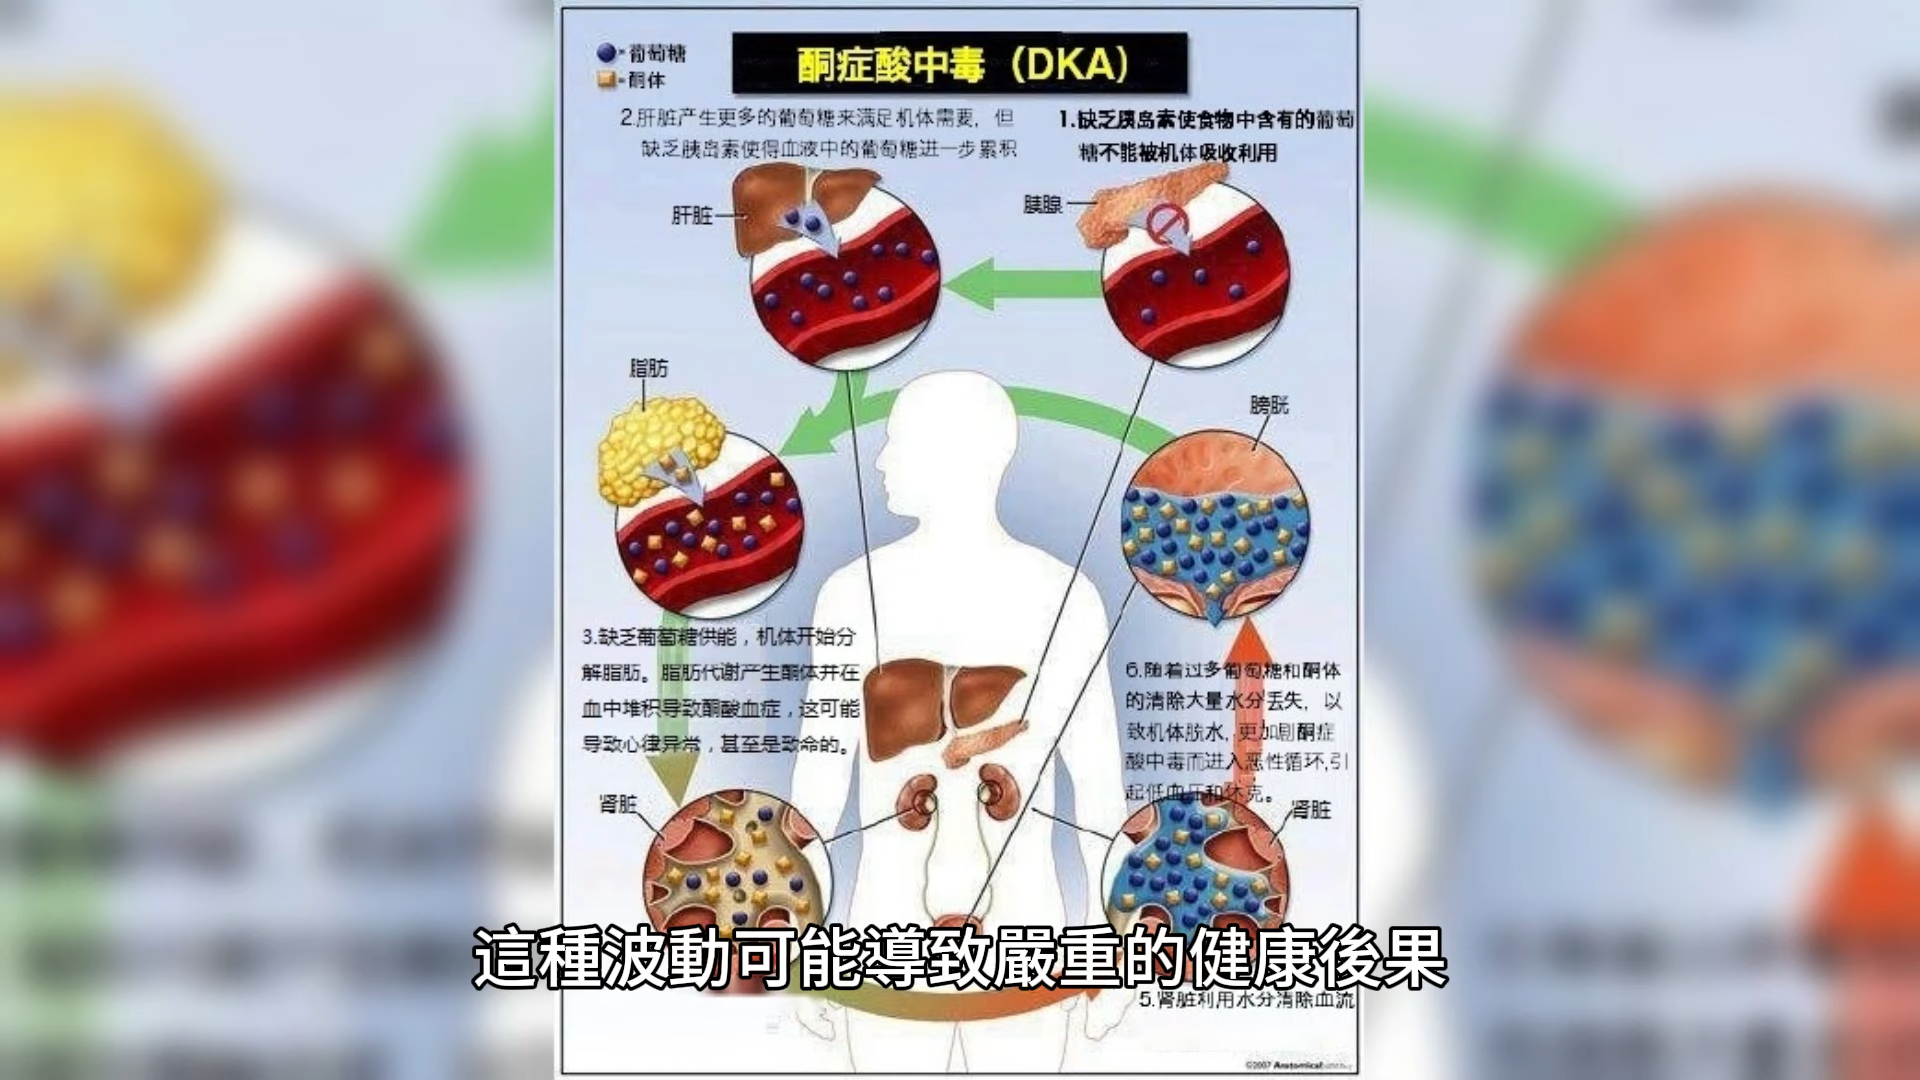 酮症酸中毒（DKA）
-葡萄糖
-酮体
2.肝脏产生更多的葡萄糖来满足机体需要，但
缺乏胰岛素使得血液中的葡萄糖进一步累积
1.缺乏胰岛素使食物中含有的葡萄
糖不能被机体吸收利用
肝脏
胰腺
脂肪
膀胱
3.缺乏葡萄糖供能，机体开始分
解脂肪。脂肪代谢产生酮体并在
血中堆积导致酮酸血症，这可能
导致心律异常，甚至是致命的。
6.随着过多葡萄糖和酮体
的清除大量水分丢失，以
致机体脱水，更加剧酮症
酸中毒而进入恶性循环,引
起低血压和休克。
肾脏
肾脏
這種波動可能導致嚴重的健康後果
5.肾脏利用水分清除血流
©2007 Anatomical